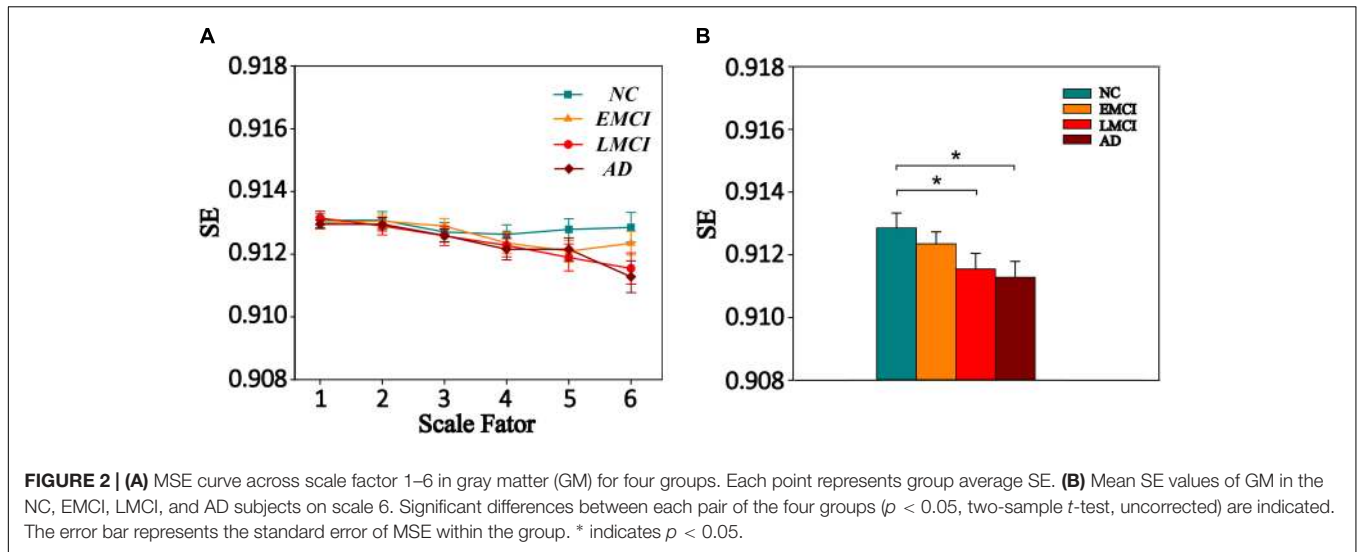 A
0.918
0.916
0.914
0.912
0.910
0.908
SE
NC
EMCI
LMCI
AD
1 2 3 4 5 6
Scale Fator
B
0.918
0.916
0.914
0.912
0.910
0.908
SE
NC
EMCI
LMCI
AD
*
*
FIGURE 2 | (A) MSE curve across scale factor 1–6 in gray matter (GM) for four groups. Each point represents group average SE. (B) Mean SE values of GM in the
NC, EMCI, LMCI, and AD subjects on scale 6. Significant differences between each pair of the four groups (p < 0.05, two-sample t-test, uncorrected) are indicated.
The error bar represents the standard error of MSE within the group. * indicates p < 0.05.